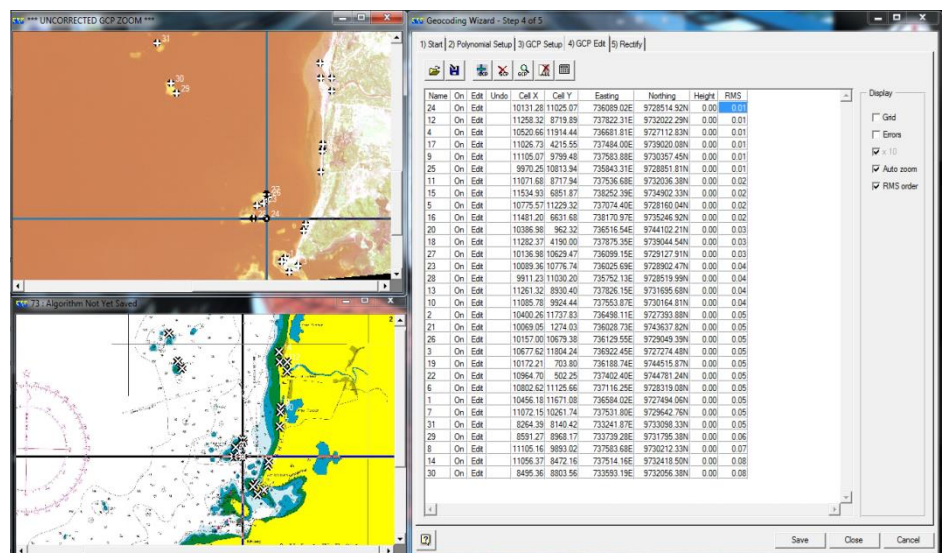 *** UNCORRECTED GCP ZOOM ***
31
30
29
24
73 : Algorithm Not Yet Saved
Geocoding Wizard - Step 4 of 5
1) Start 2) Polynomial Setup 3) GCP Setup 4) GCP Edit 5) Rectify
Name On Edit Undo Cell X Cell Y Easting Northing Height RMS
24 On Edit 10131.28 11025.07 736089.02E 9728514.92N 0.00 0.01
12 On Edit 11258.32 8719.89 737822.31E 9732022.29N 0.00 0.01
4 On Edit 10520.66 11914.44 736681.81E 9727112.83N 0.00 0.01
17 On Edit 11026.73 4215.55 737484.00E 9739020.08N 0.00 0.01
9 On Edit 11105.07 9799.48 737583.88E 9730357.45N 0.00 0.01
25 On Edit 9970.25 10813.94 735843.31E 9728851.81N 0.00 0.01
11 On Edit 11071.68 8717.94 737536.68E 9732036.38N 0.00 0.02
15 On Edit 11534.93 6851.87 738252.39E 9734902.33N 0.00 0.02
5 On Edit 10775.57 11229.32 737074.40E 9728160.04N 0.00 0.02
16 On Edit 11481.20 6631.68 738170.97E 9735246.92N 0.00 0.02
20 On Edit 10386.98 962.32 736516.54E 9744102.21N 0.00 0.03
18 On Edit 11282.37 4190.00 737875.35E 9739044.54N 0.00 0.03
27 On Edit 10136.98 10629.47 736099.15E 9729127.91N 0.00 0.03
23 On Edit 10089.36 10776.74 736025.69E 9728902.47N 0.00 0.04
28 On Edit 9911.23 11030.20 735752.13E 9728519.99N 0.00 0.04
13 On Edit 11261.32 8930.40 737826.15E 9731695.68N 0.00 0.04
10 On Edit 11085.78 9924.44 737553.87E 9730164.81N 0.00 0.04
2 On Edit 10400.26 11737.83 736498.11E 9727393.88N 0.00 0.05
21 On Edit 10069.05 1274.03 736028.73E 9743637.82N 0.00 0.05
26 On Edit 10157.00 10679.38 736129.55E 9729049.39N 0.00 0.05
3 On Edit 10677.62 11804.24 736922.45E 9727274.48N 0.00 0.05
19 On Edit 10172.21 703.80 736188.74E 9744515.87N 0.00 0.05
22 On Edit 10964.70 502.25 737402.40E 9744781.24N 0.00 0.05
6 On Edit 10802.62 11125.66 737116.25E 9728319.08N 0.00 0.05
1 On Edit 10456.18 11671.08 736584.02E 9727494.06N 0.00 0.05
7 On Edit 11072.15 10261.74 737531.80E 9729642.76N 0.00 0.05
31 On Edit 8264.39 8140.42 733241.87E 9733098.33N 0.00 0.05
29 On Edit 8591.27 8968.17 733739.28E 9731795.38N 0.00 0.06
8 On Edit 11105.16 9893.02 737583.68E 9730212.33N 0.00 0.07
14 On Edit 11056.37 8472.16 737514.16E 9732418.50N 0.00 0.08
30 On Edit 8495.36 8803.56 733593.19E 9732056.38N 0.00 0.08
Display
Grid
Errors
x 10
Auto zoom
RMS order
Save Close Cancel